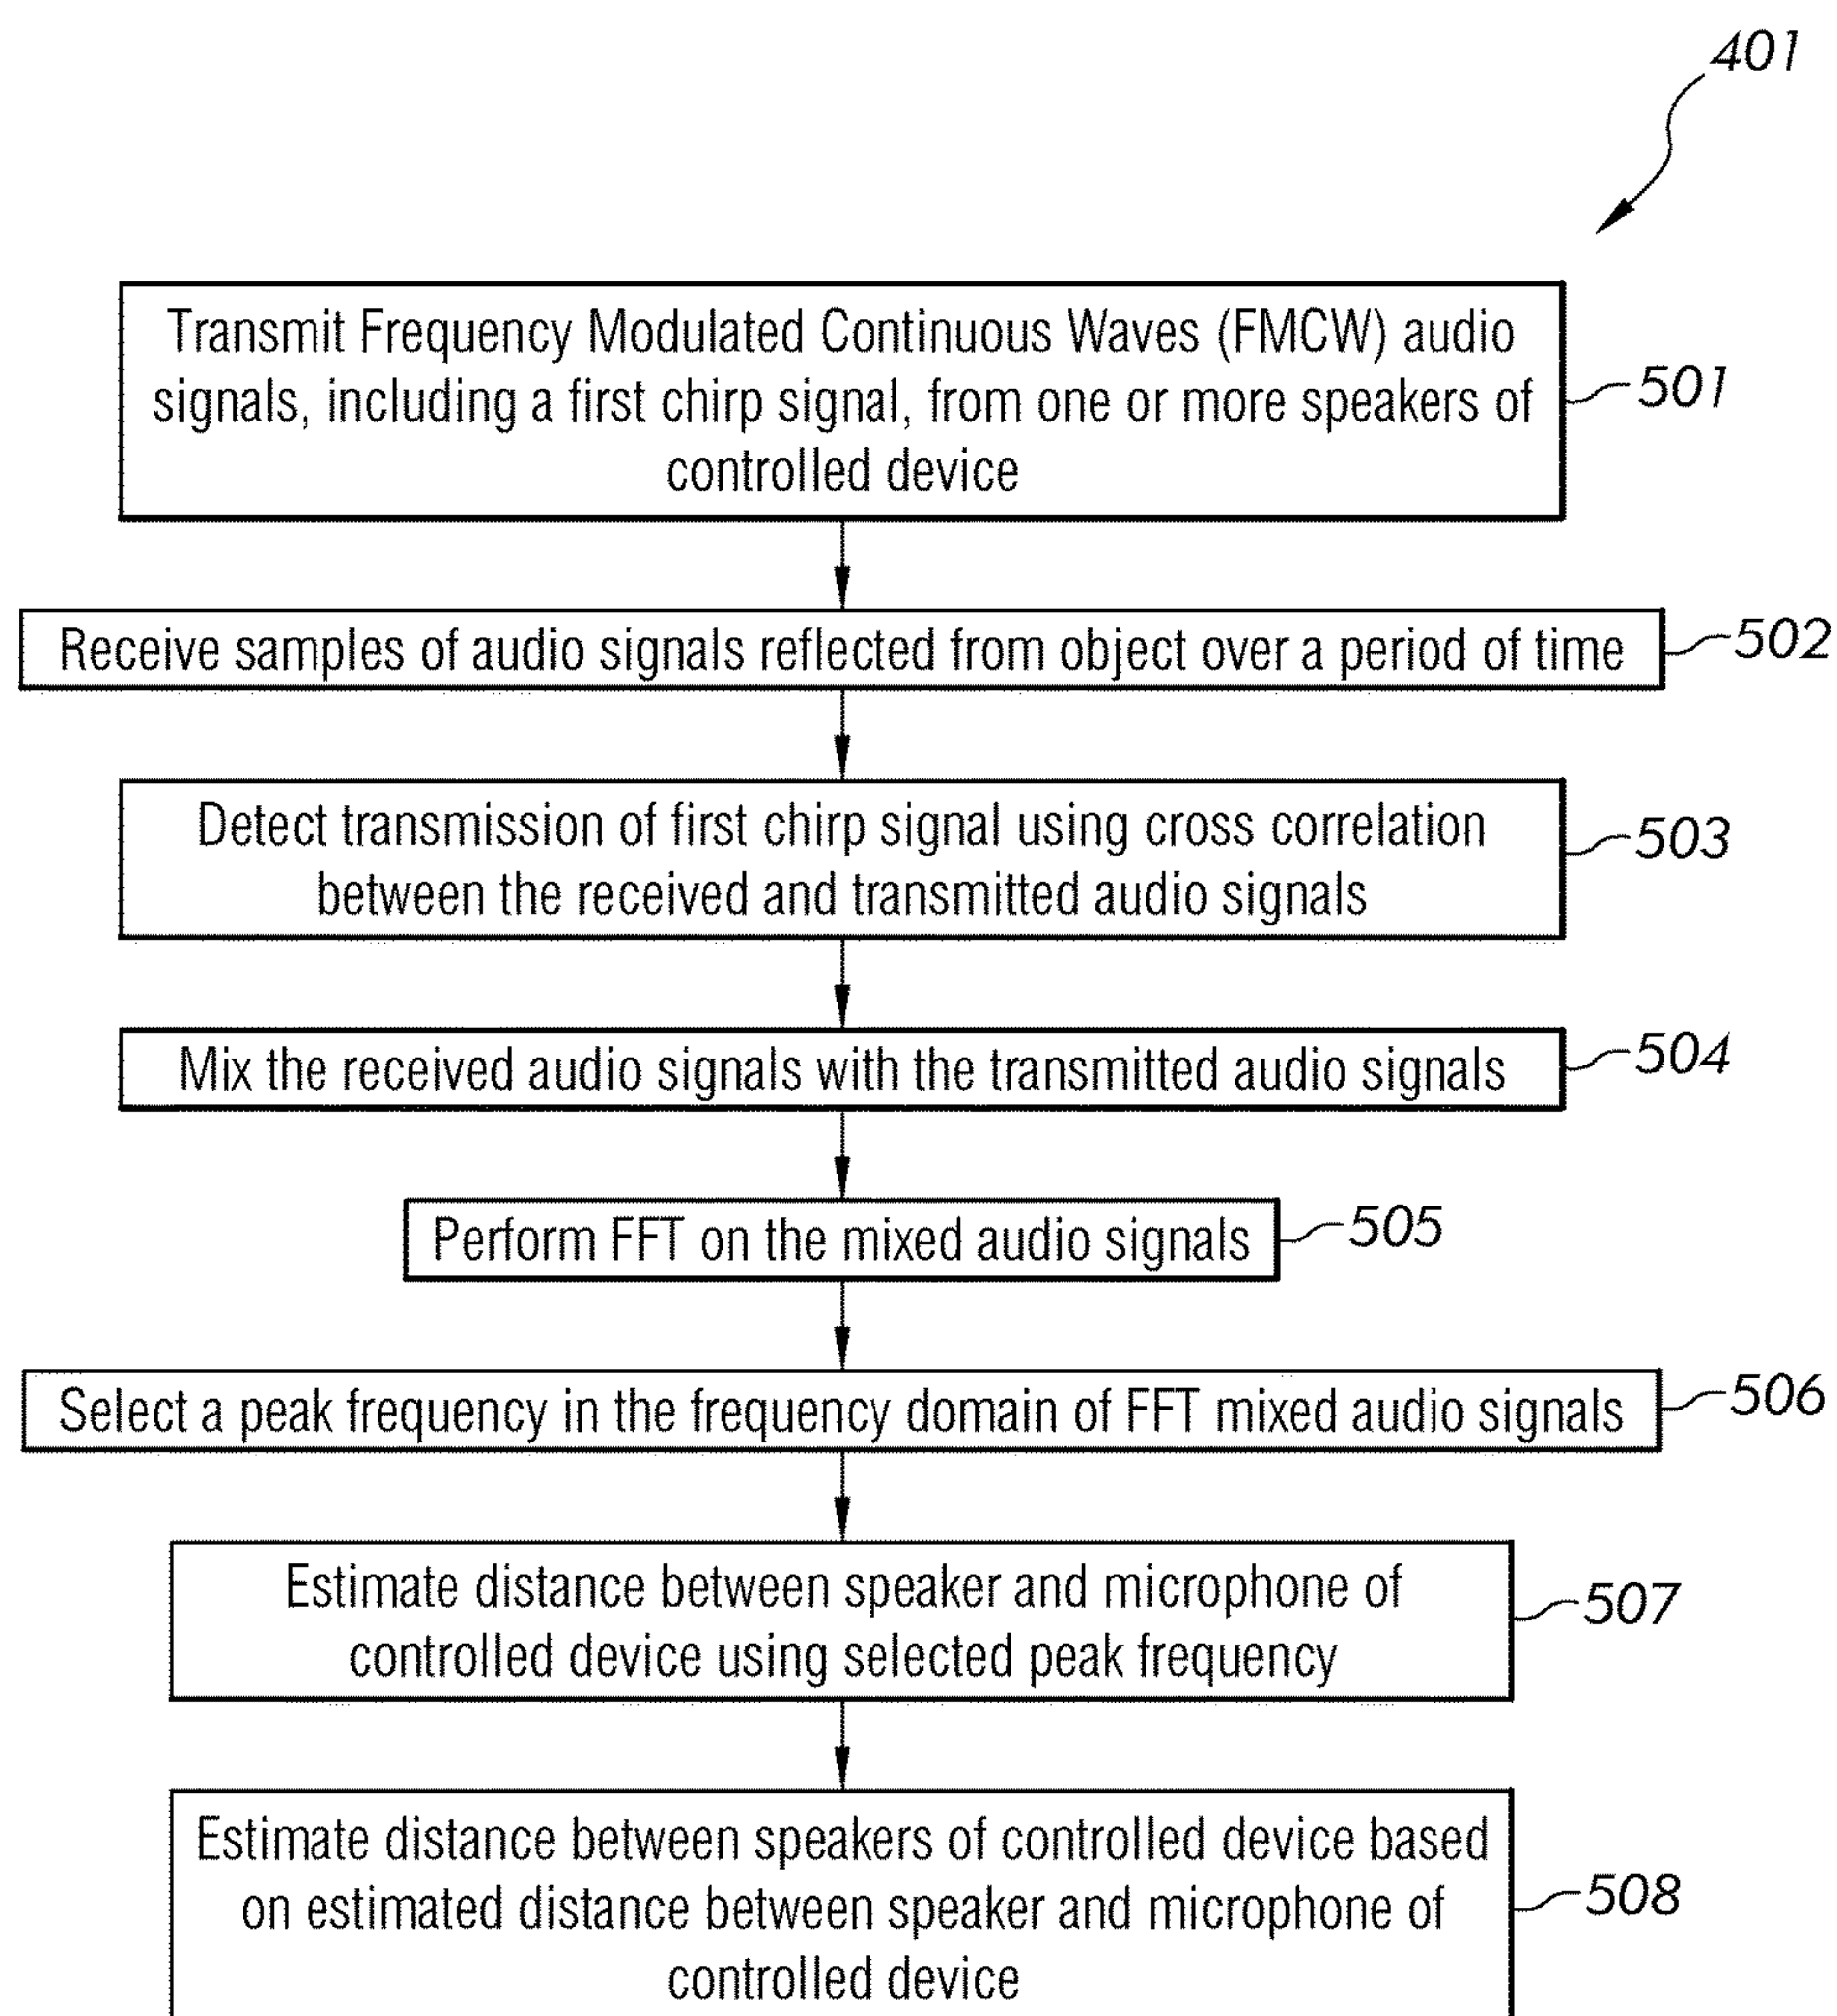 401
Transmit Frequency Modulated Continuous Waves (FMCW) audio
signals, including a first chirp signal, from one or more speakers of
controlled device
501
Receive samples of audio signals reflected from object over a period of time
502
Detect transmission of first chirp signal using cross correlation
between the received and transmitted audio signals
503
Mix the received audio signals with the transmitted audio signals
504
Perform FFT on the mixed audio signals
505
Select a peak frequency in the frequency domain of FFT mixed audio signals
506
Estimate distance between speaker and microphone of
controlled device using selected peak frequency
507
Estimate distance between speakers of controlled device based
on estimated distance between speaker and microphone of
controlled device
508